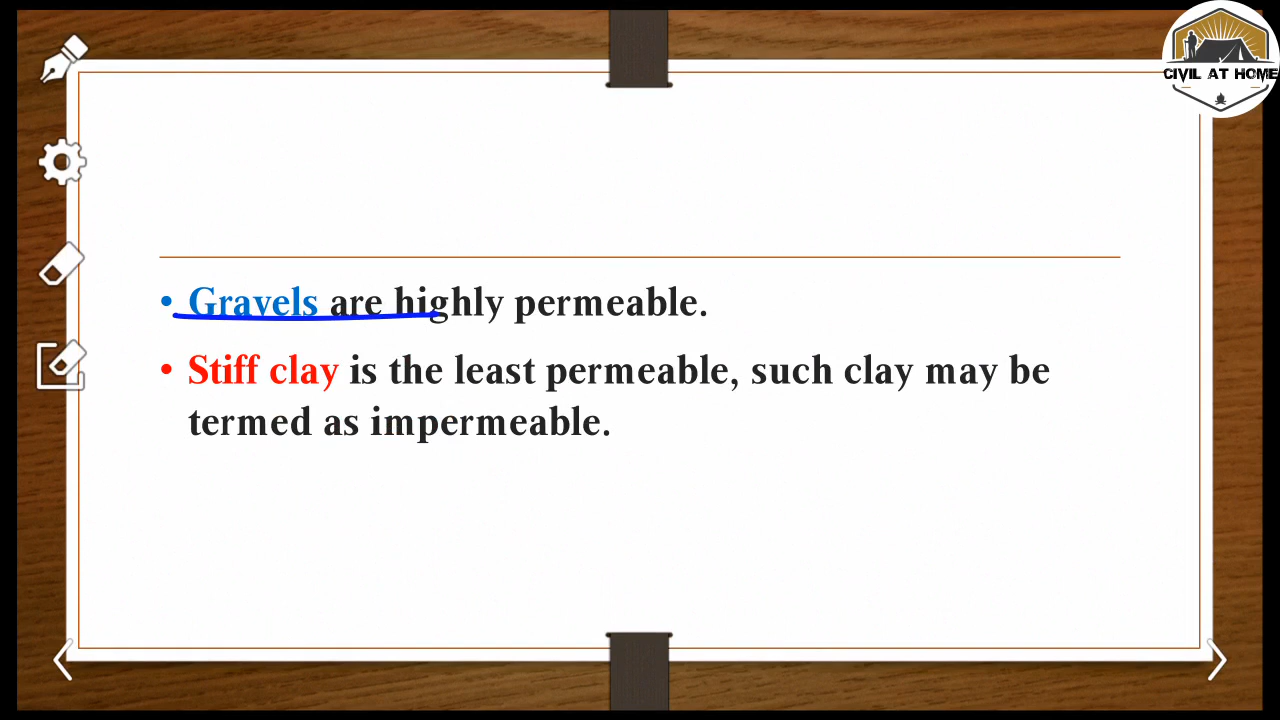 CIVIL AT HOME
• Gravels are highly permeable.
• Stiff clay is the least permeable, such clay may be
termed as impermeable.